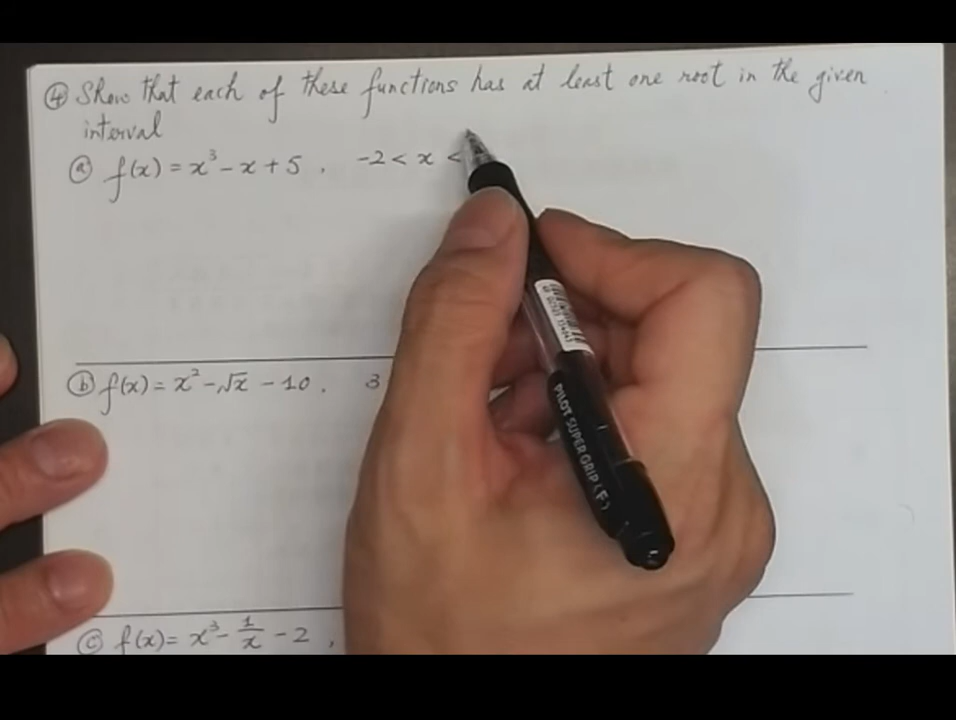 ④ Show that each of these functions has at least one root in the given
interval
ⓐ f(x) = x³ - x + 5 , -2 < x <
ⓑ f(x) = x² - √x - 10 , 3
ⓒ f(x) = x³ - 1/x - 2 ,
PILOT SUPER GRIP (F)